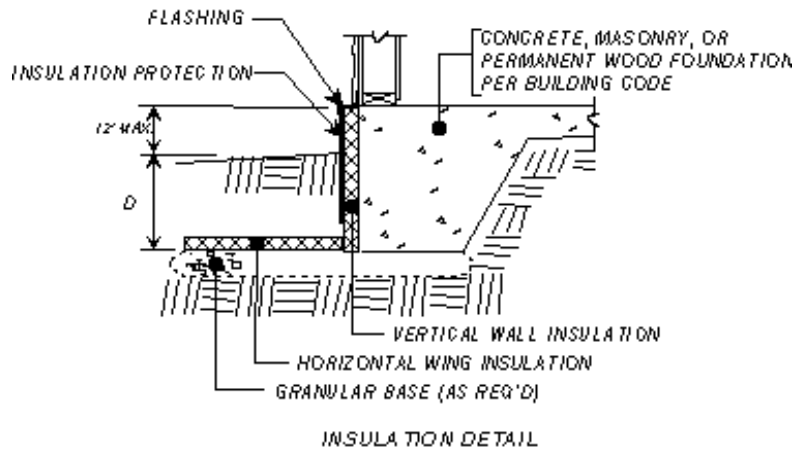 FLASHING
INSULATION PROTECTION
CONCRETE, MASONRY, OR
PERMANENT WOOD FOUNDATION
PER BUILDING CODE
12" MAX.
D
VERTICAL WALL INSULATION
HORIZONTAL WING INSULATION
GRANULAR BASE (AS REQ'D)
INSULATION DETAIL